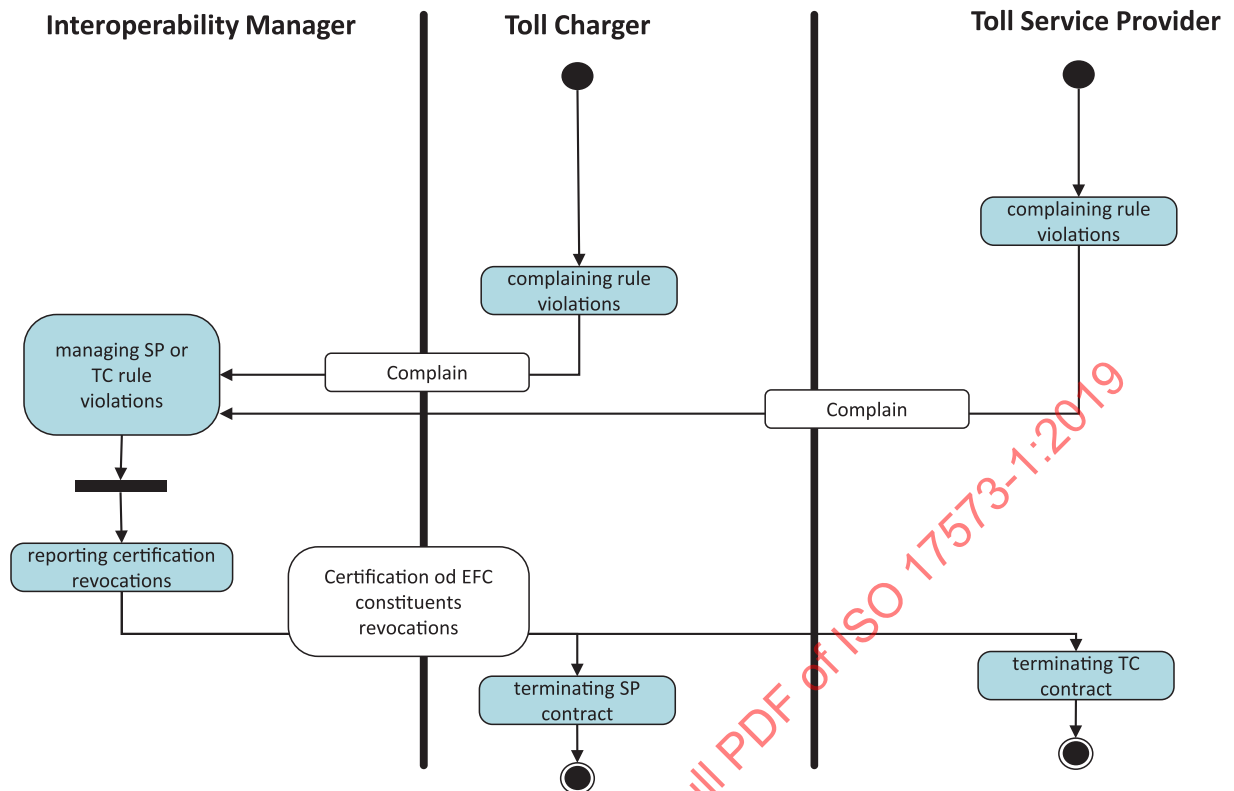 Interoperability Manager
Toll Charger
Toll Service Provider
complaining rule
violations
complaining rule
violations
managing SP or
TC rule
violations
Complain
Complain
reporting certification
revocations
Certification od EFC
constituents
revocations
terminating SP
contract
terminating TC
contract
ull PDF of ISO 17573-1:2019